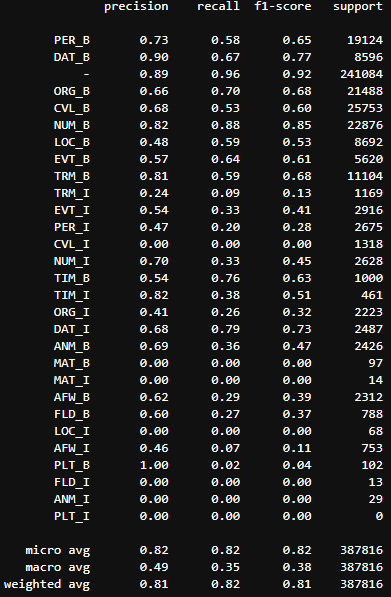 precision recall f1-score support
PER_B 0.73 0.58 0.65 19124
DAT_B 0.90 0.67 0.77 8596
- 0.89 0.96 0.92 241084
ORG_B 0.66 0.70 0.68 21488
CVL_B 0.68 0.53 0.60 25753
NUM_B 0.82 0.88 0.85 22876
LOC_B 0.48 0.59 0.53 8692
EVT_B 0.57 0.64 0.61 5620
TRM_B 0.81 0.59 0.68 11104
TRM_I 0.24 0.09 0.13 1169
EVT_I 0.54 0.33 0.41 2916
PER_I 0.47 0.20 0.28 2675
CVL_I 0.00 0.00 0.00 1318
NUM_I 0.70 0.33 0.45 2628
TIM_B 0.54 0.76 0.63 1000
TIM_I 0.82 0.38 0.51 461
ORG_I 0.41 0.26 0.32 2223
DAT_I 0.68 0.79 0.73 2487
ANM_B 0.69 0.36 0.47 2426
MAT_B 0.00 0.00 0.00 97
MAT_I 0.00 0.00 0.00 14
AFW_B 0.62 0.29 0.39 2312
FLD_B 0.60 0.27 0.37 788
LOC_I 0.00 0.00 0.00 68
AFW_I 0.46 0.07 0.11 753
PLT_B 1.00 0.02 0.04 102
FLD_I 0.00 0.00 0.00 13
ANM_I 0.00 0.00 0.00 29
PLT_I 0.00 0.00 0.00 0
micro avg 0.82 0.82 0.82 387816
macro avg 0.49 0.35 0.38 387816
weighted avg 0.81 0.82 0.81 387816